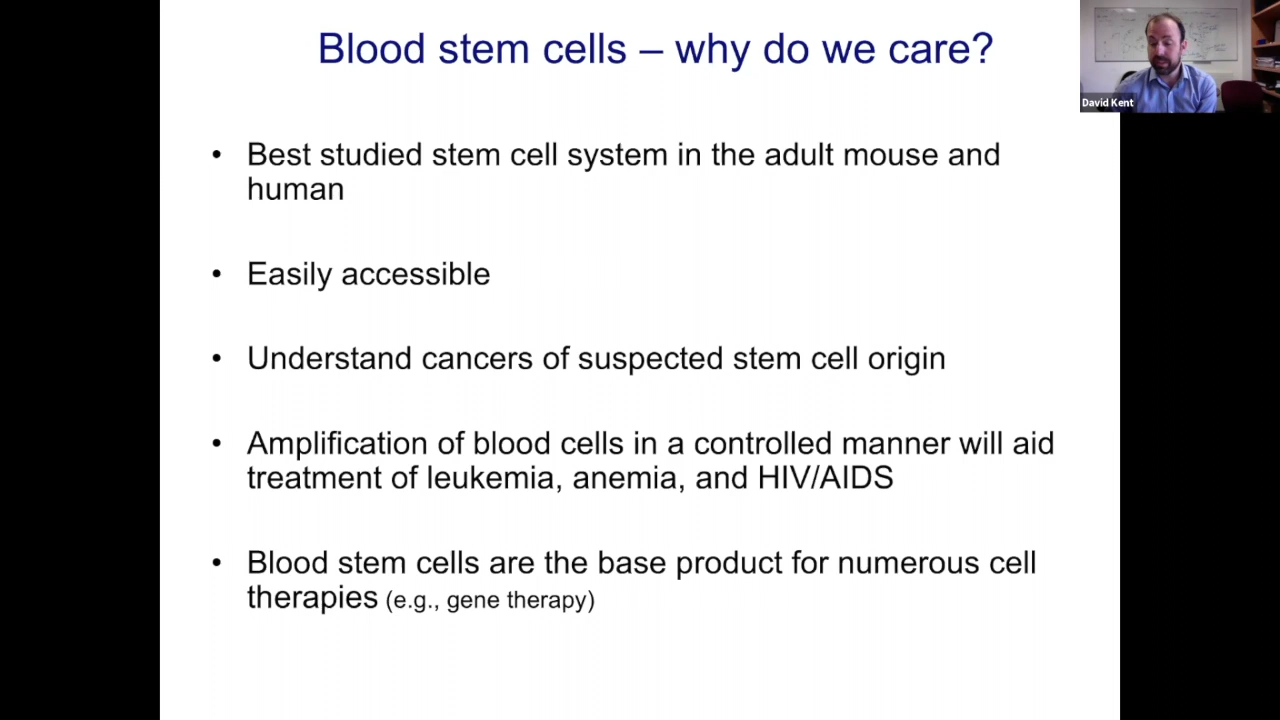 Blood stem cells – why do we care?
David Kent
• Best studied stem cell system in the adult mouse and
human
• Easily accessible
• Understand cancers of suspected stem cell origin
• Amplification of blood cells in a controlled manner will aid
treatment of leukemia, anemia, and HIV/AIDS
• Blood stem cells are the base product for numerous cell
therapies (e.g., gene therapy)